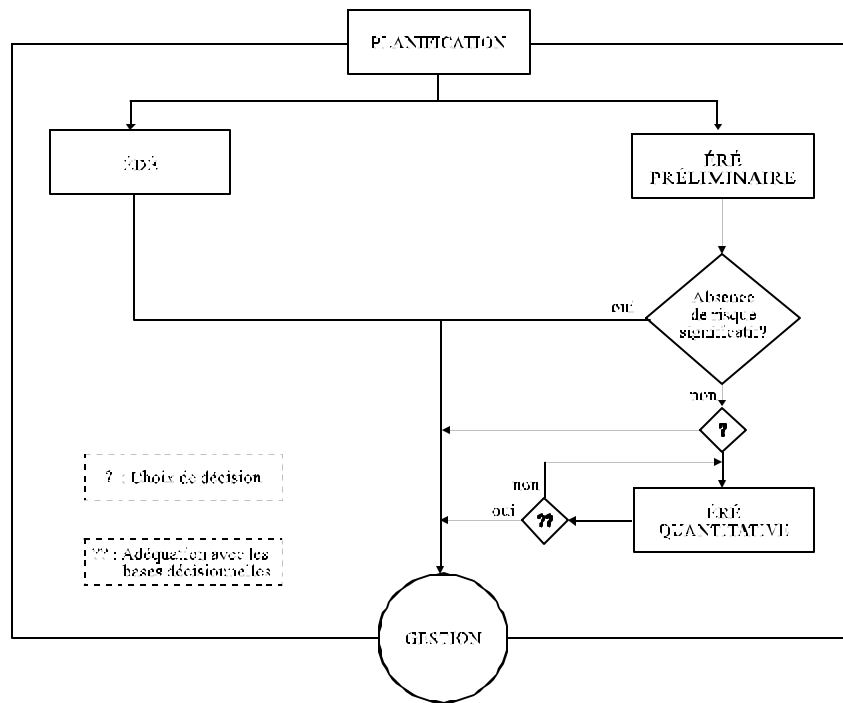 PLANIFICATION
ÉDÉ
ÉRÉ
PRÉLIMINAIRE
oui
Absence
de risque
significatif?
non
?
? : Choix de décision
non
oui
??
ÉRÉ
QUANTITATIVE
?? : Adéquation avec les
bases décisionnelles
GESTION